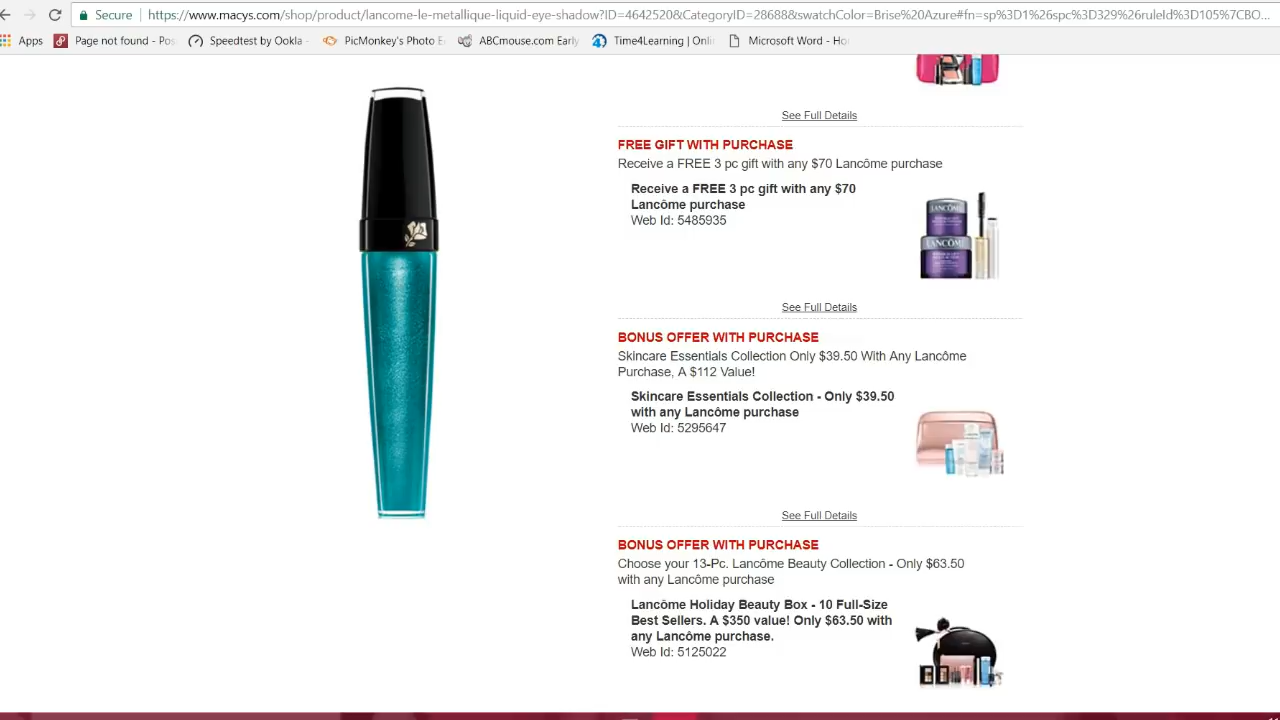 Secure
https://www.macys.com/shop/product/lancome-le-metallique-liquid-eye-shadow?ID=4642520&CategoryID=28688&swatchColor=Brise%20Azure#fn=sp%3D1%26spc%3D329%26ruleId%3D105%7CBO...
Apps
Page not found - Pos
Speedtest by Ookla -
PicMonkey's Photo E
ABCmouse.com Early
Time4Learning | Onli
Microsoft Word - Ho
See Full Details
FREE GIFT WITH PURCHASE
Receive a FREE 3 pc gift with any $70 Lancôme purchase
Receive a FREE 3 pc gift with any $70
Lancôme purchase
Web Id: 5485935
LANCÔME
LANCÔME
See Full Details
BONUS OFFER WITH PURCHASE
Skincare Essentials Collection Only $39.50 With Any Lancôme
Purchase, A $112 Value!
Skincare Essentials Collection - Only $39.50
with any Lancôme purchase
Web Id: 5295647
See Full Details
BONUS OFFER WITH PURCHASE
Choose your 13-Pc. Lancôme Beauty Collection - Only $63.50
with any Lancôme purchase
Lancôme Holiday Beauty Box - 10 Full-Size
Best Sellers. A $350 value! Only $63.50 with
any Lancôme purchase.
Web Id: 5125022